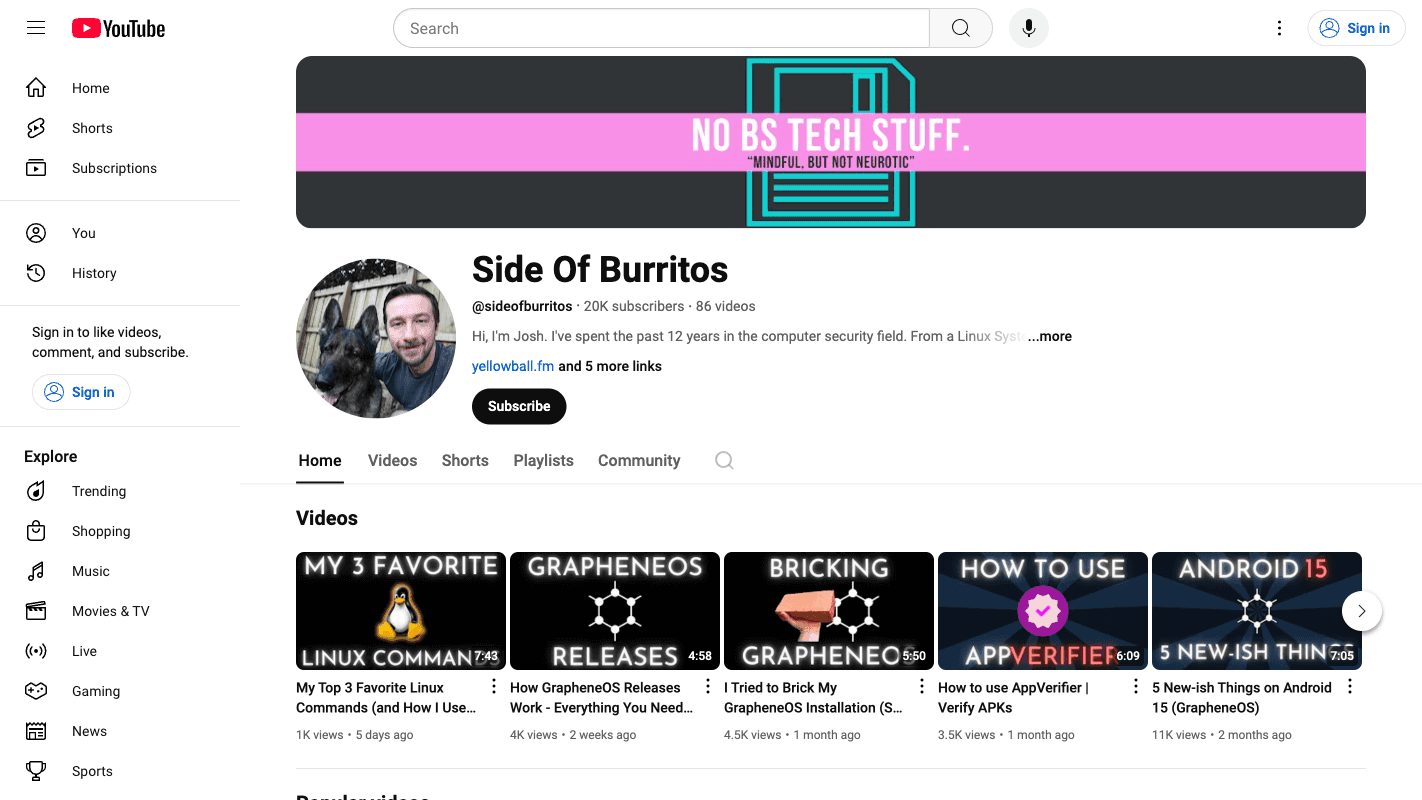 YouTube
Search
Sign in
Home
Shorts
Subscriptions
You
History
Sign in to like videos,
comment, and subscribe.
Sign in
Explore
Trending
Shopping
Music
Movies & TV
Live
Gaming
News
Sports
NO BS TECH STUFF.
“MINDFUL, BUT NOT NEUROTIC”
Side Of Burritos
@sideofburritos · 20K subscribers · 86 videos
Hi, I'm Josh. I've spent the past 12 years in the computer security field. From a Linux Syst ...more
yellowball.fm and 5 more links
Subscribe
Home Videos Shorts Playlists Community
Videos
MY 3 FAVORITE
LINUX COMMANDS
7:43
My Top 3 Favorite Linux
Commands (and How I Use...
1K views • 5 days ago
GRAPHENEOS
RELEASES
4:58
How GrapheneOS Releases
Work - Everything You Need...
4K views • 2 weeks ago
BRICKING
GRAPHENEO
5:50
I Tried to Brick My
GrapheneOS Installation (S...
4.5K views • 1 month ago
HOW TO USE
APPVERIFIER
6:09
How to use AppVerifier |
Verify APKs
3.5K views • 1 month ago
ANDROID 15
5 NEW-ISH THINGS
7:05
5 New-ish Things on Android
15 (GrapheneOS)
11K views • 2 months ago
Popular videos